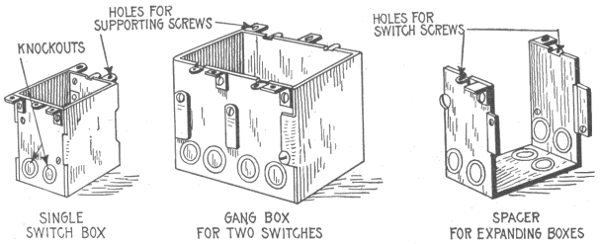 HOLES FOR
SUPPORTING SCREWS
HOLES FOR
SWITCH SCREWS
KNOCKOUTS
SINGLE
SWITCH BOX
GANG BOX
FOR TWO SWITCHES
SPACER
FOR EXPANDING BOXES